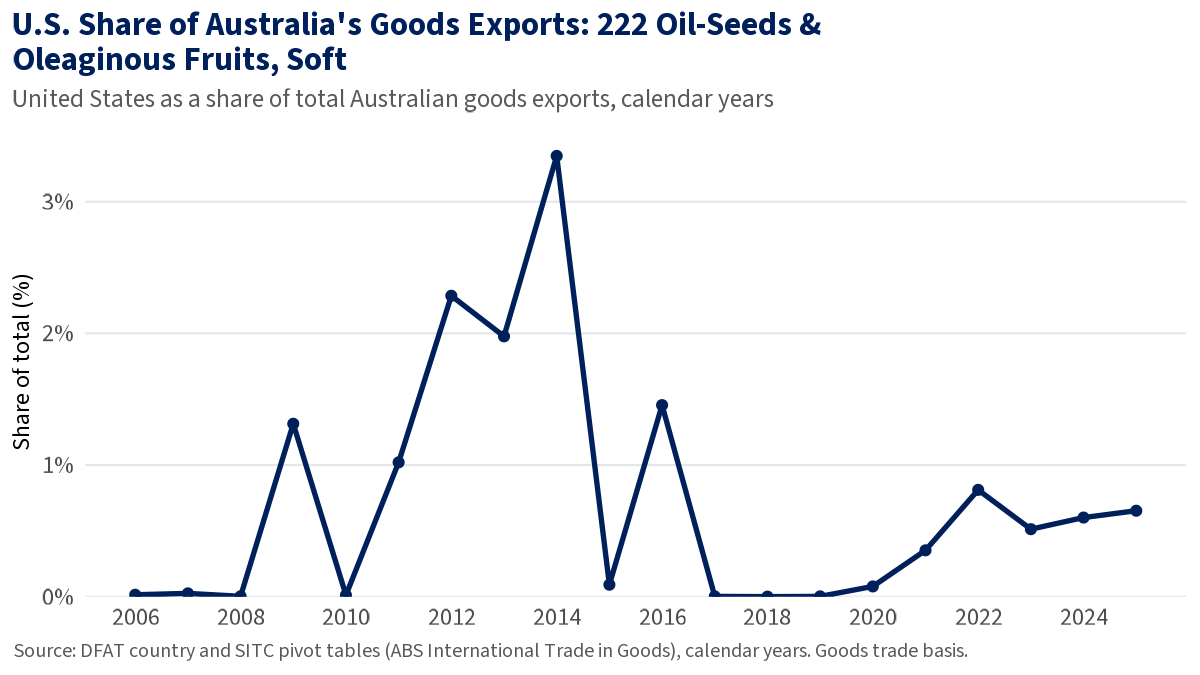 U.S. Share of Australia's Goods Exports: 222 Oil-Seeds &
Oleaginous Fruits, Soft
United States as a share of total Australian goods exports, calendar years
Share of total (%)
3%
2%
1%
0%
2006 2008 2010 2012 2014 2016 2018 2020 2022 2024
Source: DFAT country and SITC pivot tables (ABS International Trade in Goods), calendar years. Goods trade basis.